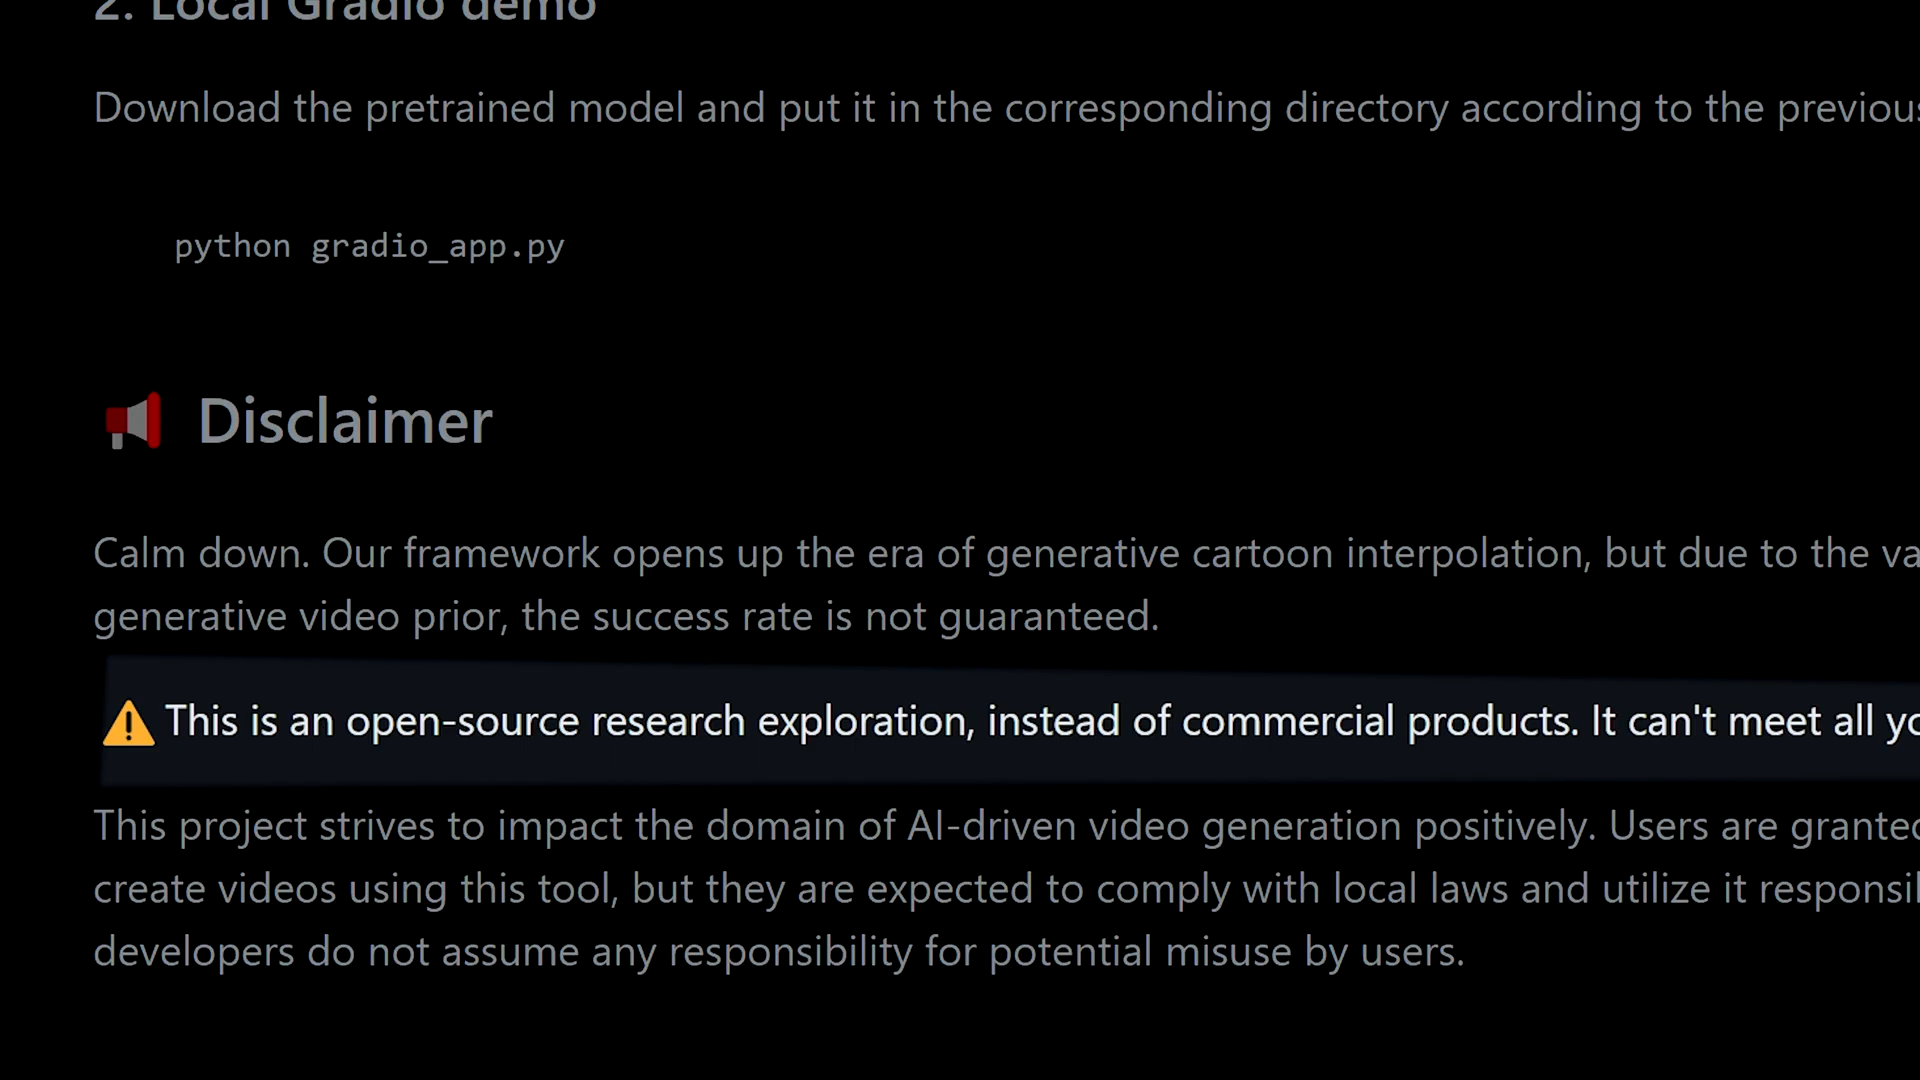 2. Local Gradio demo
Download the pretrained model and put it in the corresponding directory according to the previous
python gradio_app.py
Disclaimer
Calm down. Our framework opens up the era of generative cartoon interpolation, but due to the
generative video prior, the success rate is not guaranteed.
This is an open-source research exploration, instead of commercial products. It can't meet all
This project strives to impact the domain of AI-driven video generation positively. Users are granted
create videos using this tool, but they are expected to comply with local laws and utilize it
developers do not assume any responsibility for potential misuse by users.